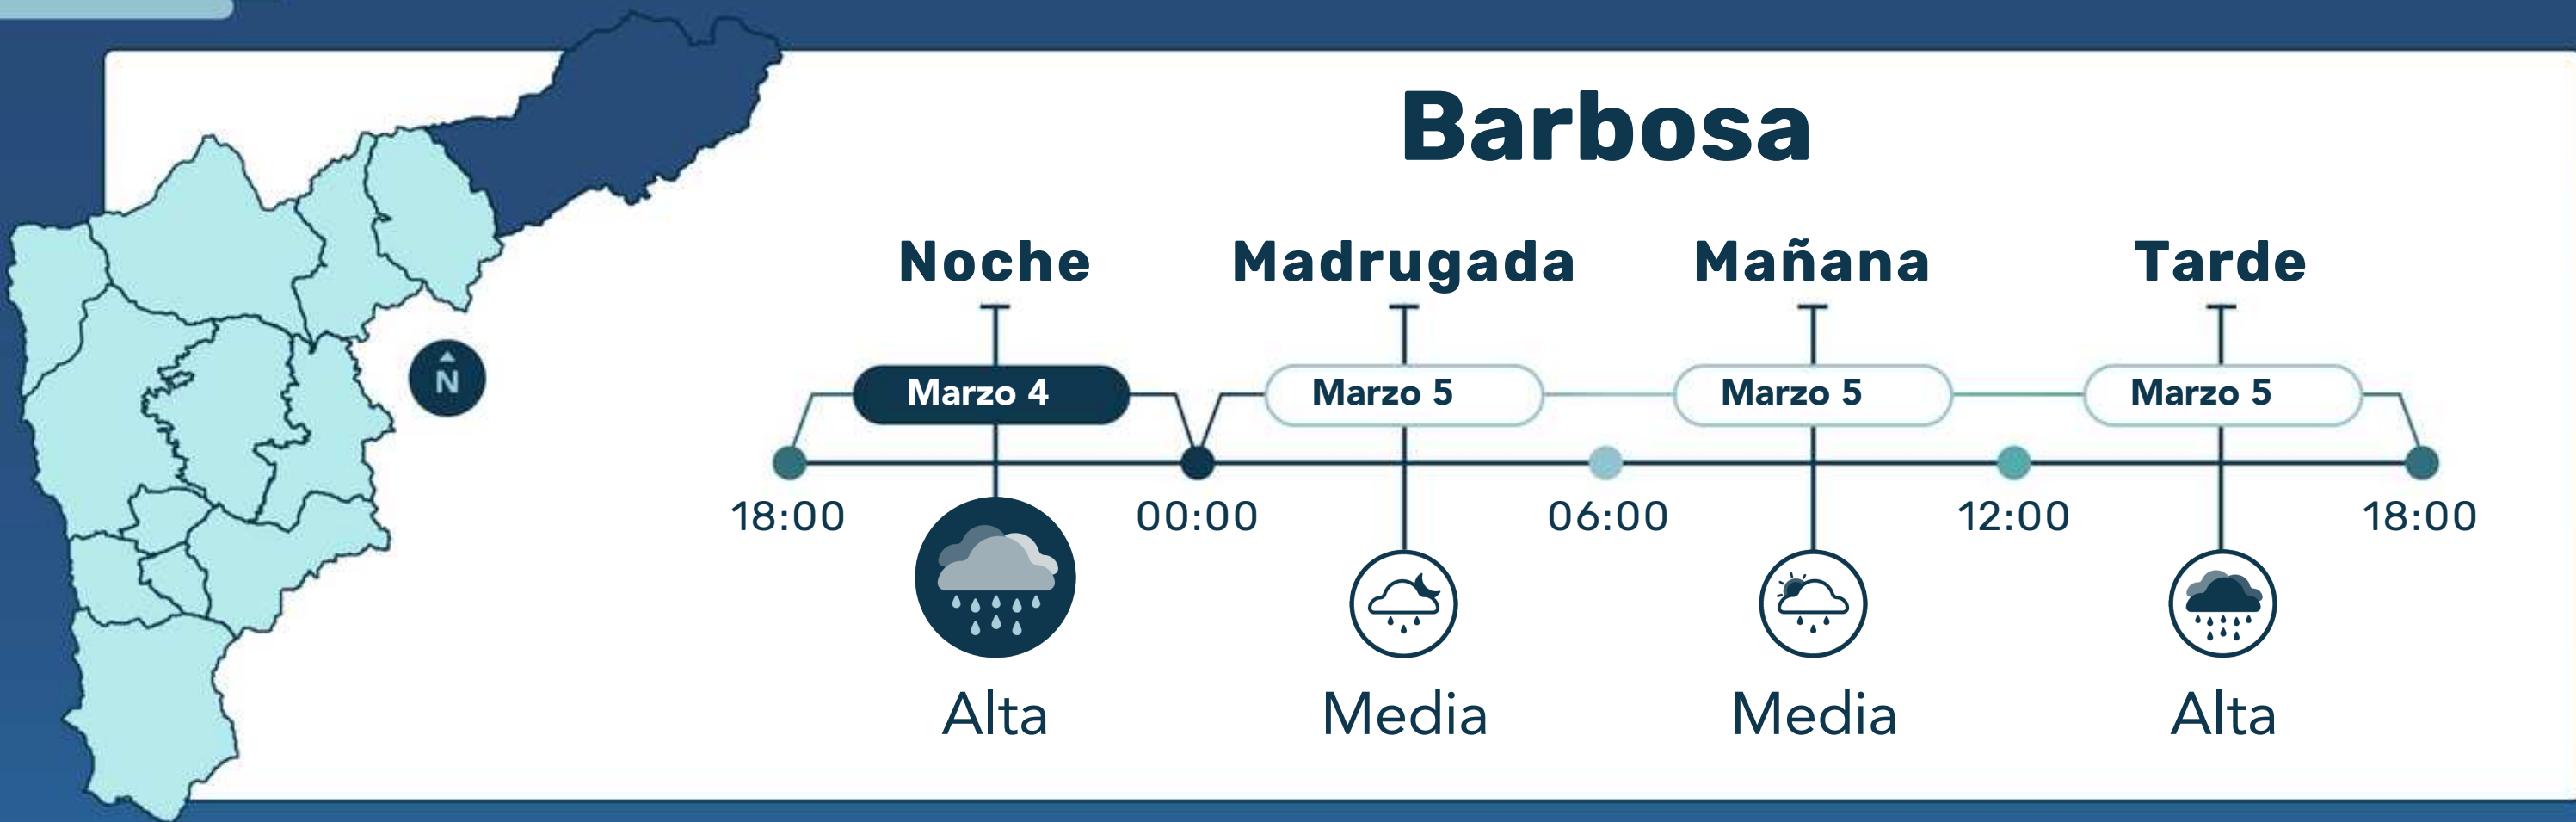 Barbosa
Noche Madrugada Mañana Tarde
N
Marzo 4 Marzo 5 Marzo 5 Marzo 5
18:00 00:00 06:00 12:00 18:00
Alta Media Media Alta